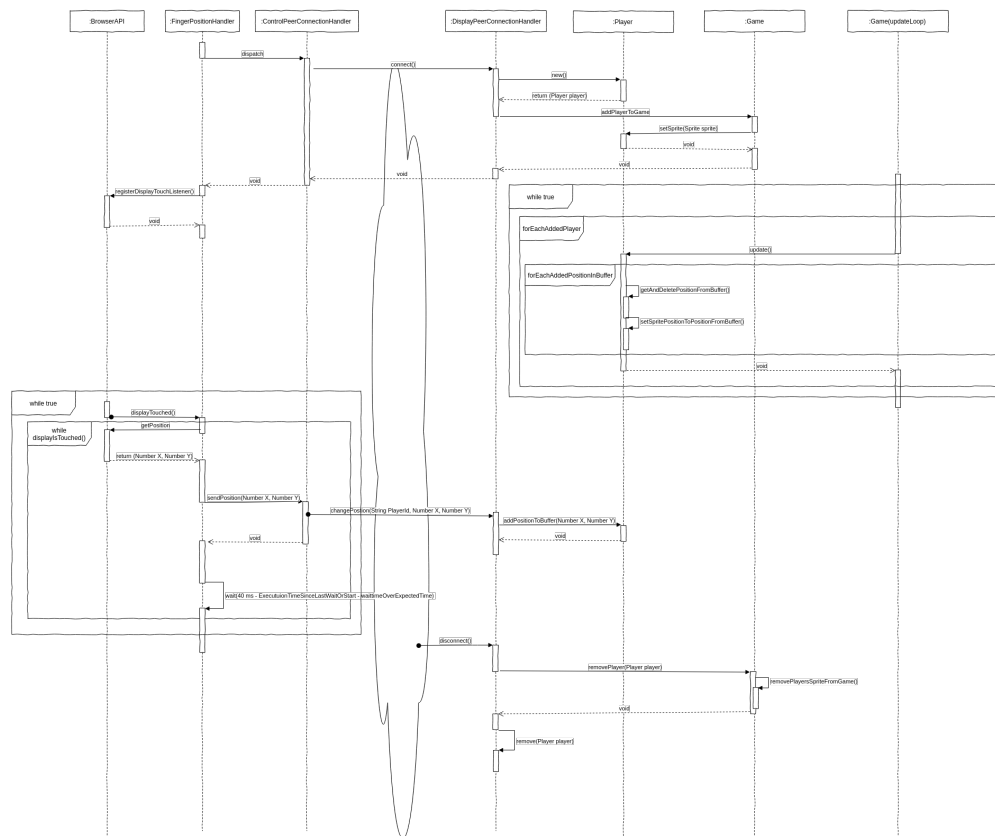 :BrowserAPI
:FingerPositionHandler
:ControlPeerConnectionHandler
:DisplayPeerConnectionHandler
:Player
:Game
:Game(updateLoop)
dispatch
connect()
new()
return (Player player)
addPlayerToGame
setSprite(Sprite sprite)
void
void
void
void
registerDisplayTouchListener()
void
while true
forEachAddedPlayer
update()
forEachAddedPositionInBuffer
getAndDeletePositionFromBuffer()
setSpritePositionToPositionFromBuffer()
void
while true
displayTouched()
while
displayIsTouched()
getPosition
return (Number X, Number Y)
sendPosition(Number X, Number Y)
changePosition(String PlayerId, Number X, Number Y)
addPositionToBuffer(Number X, Number Y)
void
void
wait(40 ms - ExecutuionTimeSinceLastWaitOrStart - waittimeOverExpectedTime)
disconnect()
removePlayer(Player player)
removePlayersSpriteFromGame()
void
remove(Player player)